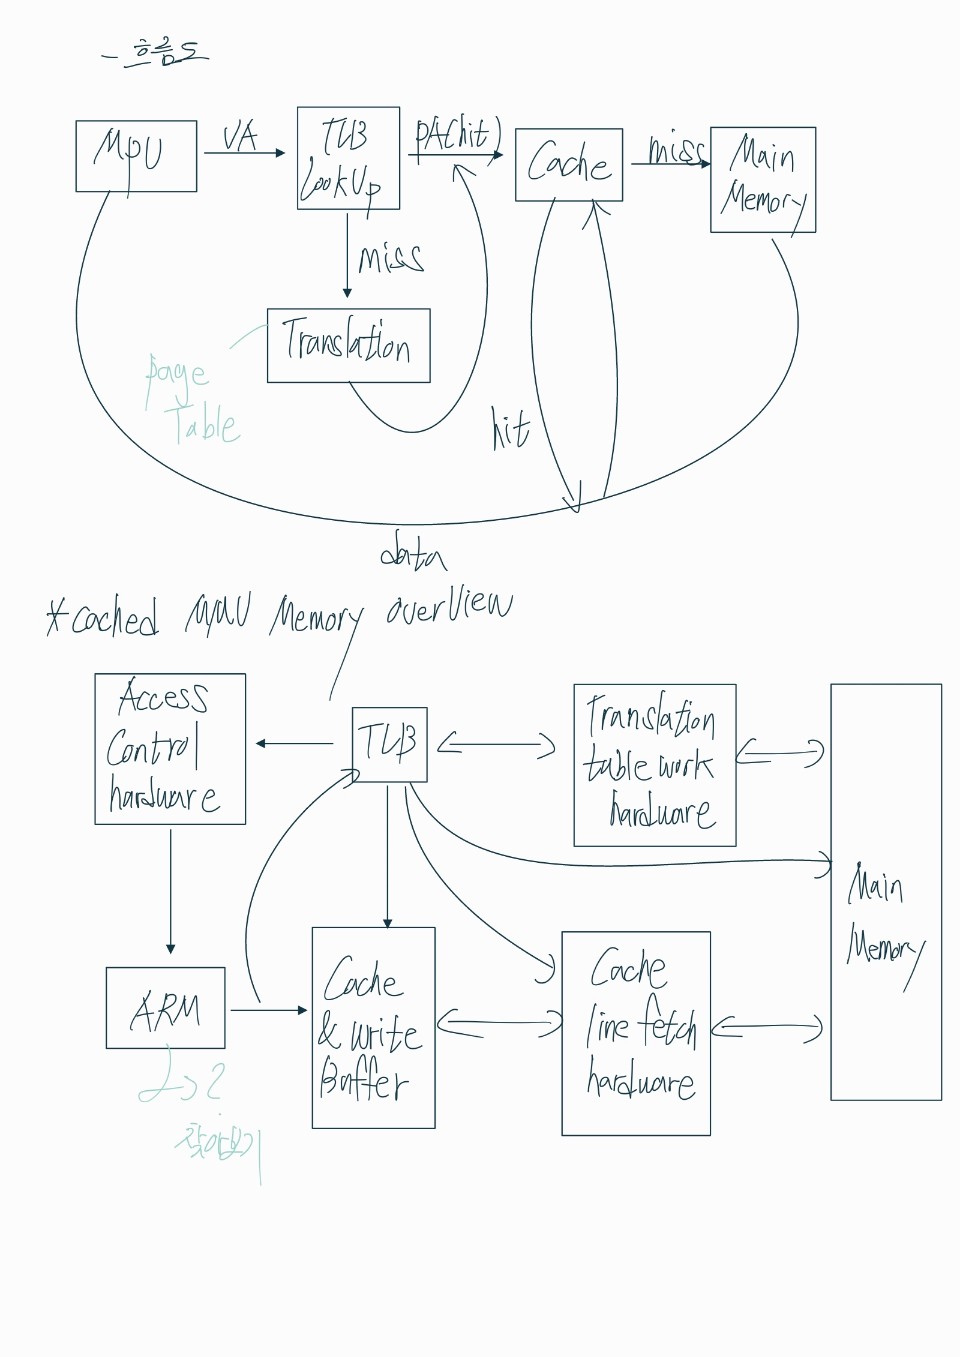 - 흐름도
MPU
VA
TLB
LookUp
PA(hit)
Cache
miss
Main
Memory
miss
Translation
page
Table
hit
data
*cached MMU Memory overView
Access
Control
hardware
TLB
Translation
table work
hardware
Main
Memory
ARM
Cache
& write
Buffer
Cache
line fetch
hardware
찾아보기